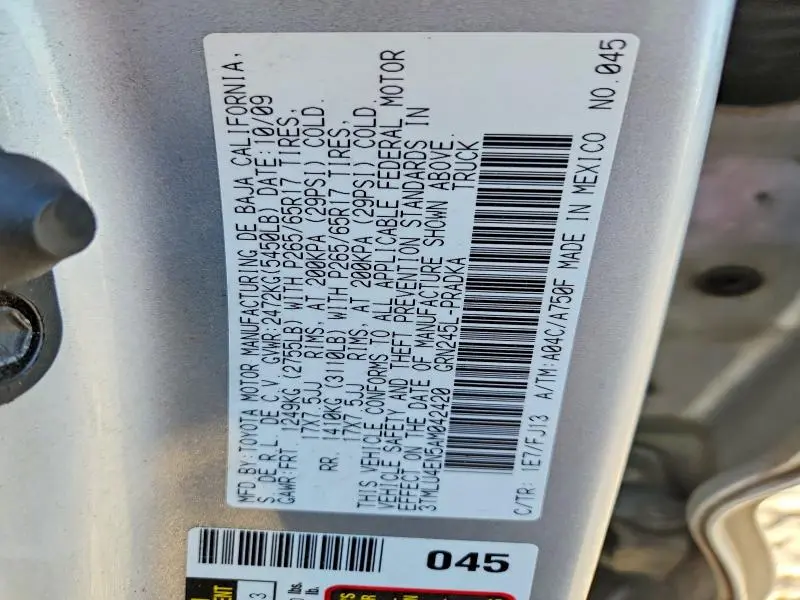 MFD.BY:TOYOTA MOTOR MANUFACTURING DE BAJA CALIFORNIA,
S. DE R.L. DE C.V. GVWR:2472KG(5450LB) DATE:10/09
GAWR:FRT. 1249KG (2755LB) WITH P265/65R17 TIRES,
17X7.5JJ RIMS, AT 200KPA (29PSI) COLD.
RR. 1410KG (3110LB) WITH P265/65R17 TIRES,
17X7.5JJ RIMS, AT 200KPA (29PSI) COLD.
THIS VEHICLE CONFORMS TO ALL APPLICABLE FEDERAL MOTOR
VEHICLE SAFETY AND THEFT PREVENTION STANDARDS IN
EFFECT ON THE DATE OF MANUFACTURE SHOWN ABOVE.
3TMLU4EN5AM042420 GRN245L-PRADKA TRUCK
C/TR: 1E7/FJ13 A/TM:A04C/A750F MADE IN MEXICO NO.045
045
3
lbs.
lb.